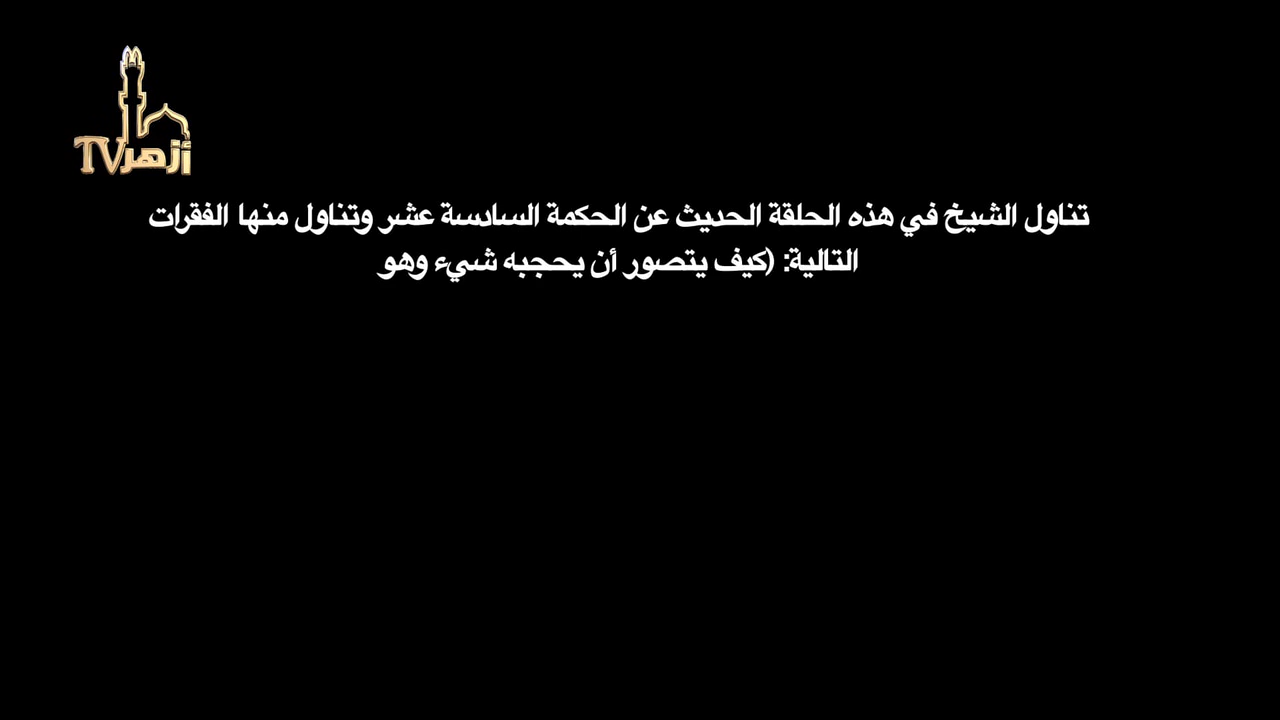 أزهر TV
تناول الشيخ في هذه الحلقة الحديث عن الحكمة السادسة عشر وتناول منها الفقرات
التالية: (كيف يتصور أن يحجبه شيء وهو